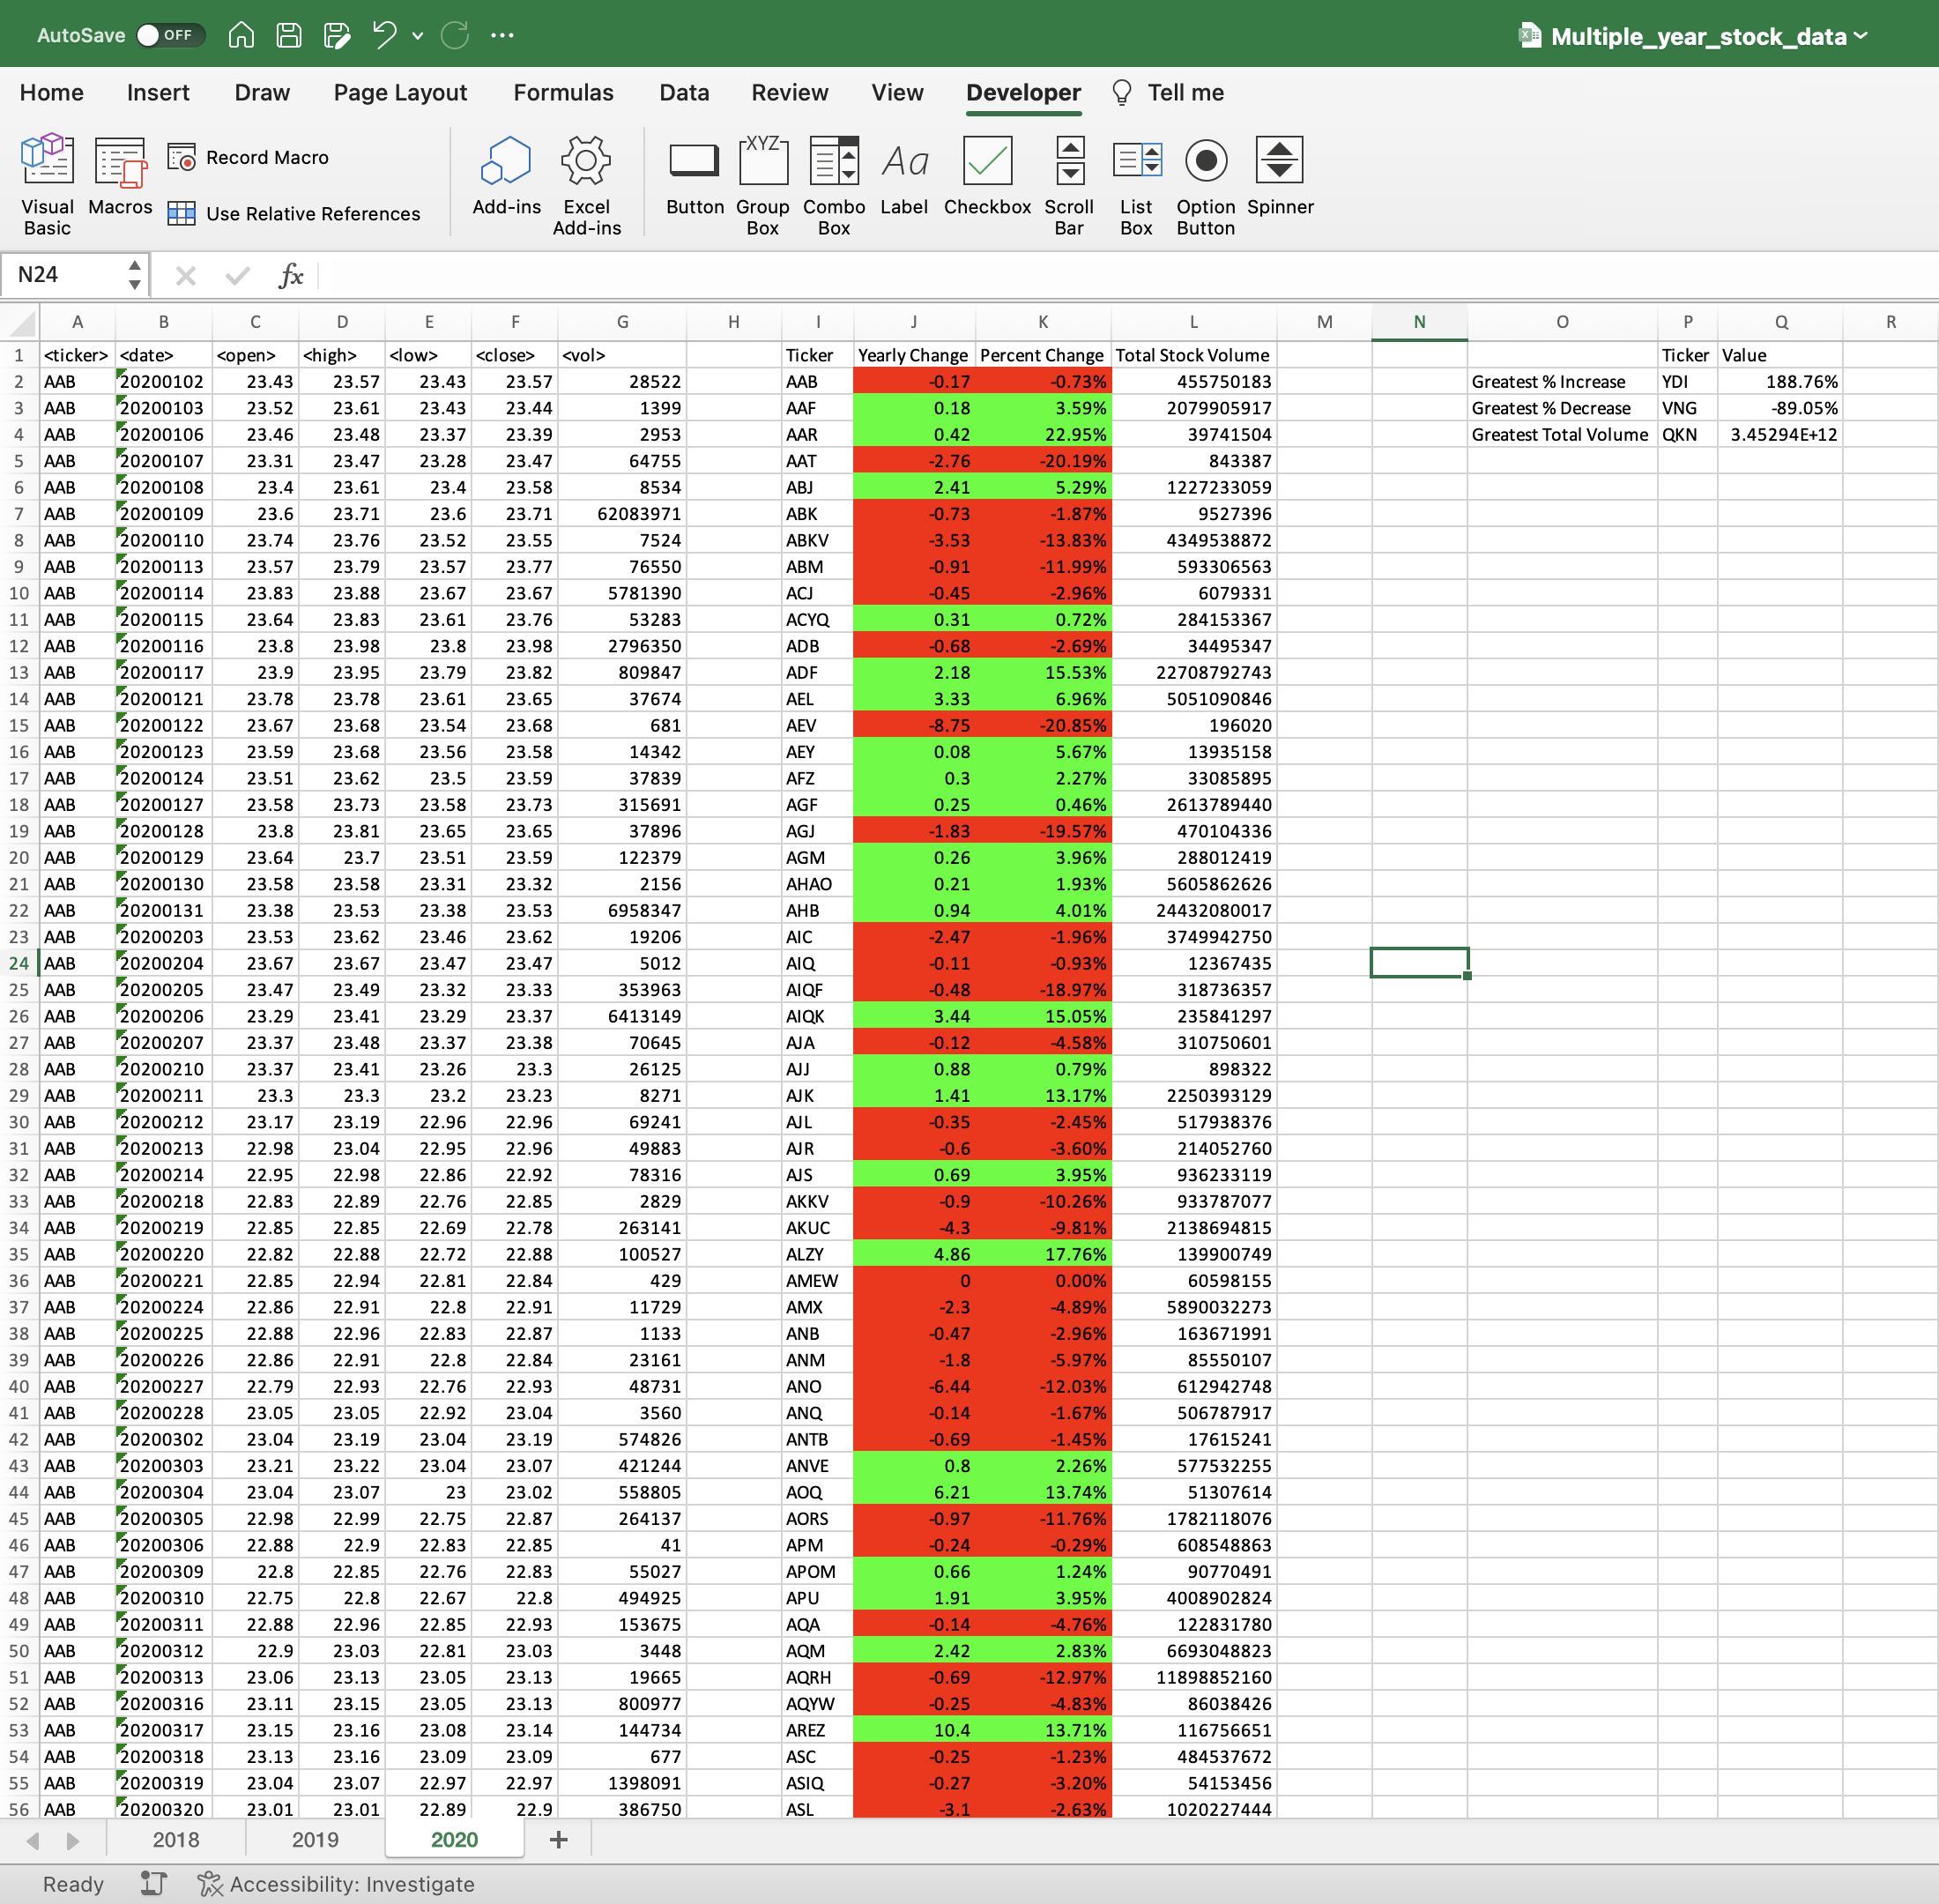 AutoSave OFF Multiple_year_stock_data
Home Insert Draw Page Layout Formulas Data Review View Developer Tell me
Visual Basic Macros Record Macro Use Relative References Add-ins Excel Add-ins Button Group Box Combo Box Label Checkbox Scroll Bar List Box Option Button Spinner
XYZ Aa
N24 fx
A B C D E F G H I J K L M N O P Q R
1 <ticker> <date> <open> <high> <low> <close> <vol> Ticker Yearly Change Percent Change Total Stock Volume Ticker Value
2 AAB 20200102 23.43 23.57 23.43 23.57 28522 AAB -0.17 -0.73% 455750183 Greatest % Increase YDI 188.76%
3 AAB 20200103 23.52 23.61 23.43 23.44 1399 AAF 0.18 3.59% 2079905917 Greatest % Decrease VNG -89.05%
4 AAB 20200106 23.46 23.48 23.37 23.39 2953 AAR 0.42 22.95% 39741504 Greatest Total Volume QKN 3.45294E+12
5 AAB 20200107 23.31 23.47 23.28 23.47 64755 AAT -2.76 -20.19% 843387
6 AAB 20200108 23.4 23.61 23.4 23.58 8534 ABJ 2.41 5.29% 1227233059
7 AAB 20200109 23.6 23.71 23.6 23.71 62083971 ABK -0.73 -1.87% 9527396
8 AAB 20200110 23.74 23.76 23.52 23.55 7524 ABKV -3.53 -13.83% 4349538872
9 AAB 20200113 23.57 23.79 23.57 23.77 76550 ABM -0.91 -11.99% 593306563
10 AAB 20200114 23.83 23.88 23.67 23.67 5781390 ACJ -0.45 -2.96% 6079331
11 AAB 20200115 23.64 23.83 23.61 23.76 53283 ACYQ 0.31 0.72% 284153367
12 AAB 20200116 23.8 23.98 23.8 23.98 2796350 ADB -0.68 -2.69% 34495347
13 AAB 20200117 23.9 23.95 23.79 23.82 809847 ADF 2.18 15.53% 22708792743
14 AAB 20200121 23.78 23.78 23.61 23.65 37674 AEL 3.33 6.96% 5051090846
15 AAB 20200122 23.67 23.68 23.54 23.68 681 AEV -8.75 -20.85% 196020
16 AAB 20200123 23.59 23.68 23.56 23.58 14342 AEY 0.08 5.67% 13935158
17 AAB 20200124 23.51 23.62 23.5 23.59 37839 AFZ 0.3 2.27% 33085895
18 AAB 20200127 23.58 23.73 23.58 23.73 315691 AGF 0.25 0.46% 2613789440
19 AAB 20200128 23.8 23.81 23.65 23.65 37896 AGJ -1.83 -19.57% 470104336
20 AAB 20200129 23.64 23.7 23.51 23.59 122379 AGM 0.26 3.96% 288012419
21 AAB 20200130 23.58 23.58 23.31 23.32 2156 AHAO 0.21 1.93% 5605862626
22 AAB 20200131 23.38 23.53 23.38 23.53 6958347 AHB 0.94 4.01% 24432080017
23 AAB 20200203 23.53 23.62 23.46 23.62 19206 AIC -2.47 -1.96% 3749942750
24 AAB 20200204 23.67 23.67 23.47 23.47 5012 AIQ -0.11 -0.93% 12367435
25 AAB 20200205 23.47 23.49 23.32 23.33 353963 AIQF -0.48 -18.97% 318736357
26 AAB 20200206 23.29 23.41 23.29 23.37 6413149 AIQK 3.44 15.05% 235841297
27 AAB 20200207 23.37 23.48 23.37 23.38 70645 AJA -0.12 -4.58% 310750601
28 AAB 20200210 23.37 23.41 23.26 23.3 26125 AJJ 0.88 0.79% 898322
29 AAB 20200211 23.3 23.3 23.2 23.23 8271 AJK 1.41 13.17% 2250393129
30 AAB 20200212 23.17 23.19 22.96 22.96 69241 AJL -0.35 -2.45% 517938376
31 AAB 20200213 22.98 23.04 22.95 22.96 49883 AJR -0.6 -3.60% 214052760
32 AAB 20200214 22.95 22.98 22.86 22.92 78316 AJS 0.69 3.95% 936233119
33 AAB 20200218 22.83 22.89 22.76 22.85 2829 AKKV -0.9 -10.26% 933787077
34 AAB 20200219 22.85 22.85 22.69 22.78 263141 AKUC -4.3 -9.81% 2138694815
35 AAB 20200220 22.82 22.88 22.72 22.88 100527 ALZY 4.86 17.76% 139900749
36 AAB 20200221 22.85 22.94 22.81 22.84 429 AMEW 0 0.00% 60598155
37 AAB 20200224 22.86 22.91 22.8 22.91 11729 AMX -2.3 -4.89% 5890032273
38 AAB 20200225 22.88 22.96 22.83 22.87 1133 ANB -0.47 -2.96% 163671991
39 AAB 20200226 22.86 22.91 22.8 22.84 23161 ANM -1.8 -5.97% 85550107
40 AAB 20200227 22.79 22.93 22.76 22.93 48731 ANO -6.44 -12.03% 612942748
41 AAB 20200228 23.05 23.05 22.92 23.04 3560 ANQ -0.14 -1.67% 506787917
42 AAB 20200302 23.04 23.19 23.04 23.19 574826 ANTB -0.69 -1.45% 17615241
43 AAB 20200303 23.21 23.22 23.04 23.07 421244 ANVE 0.8 2.26% 577532255
44 AAB 20200304 23.04 23.07 23 23.02 558805 AOQ 6.21 13.74% 51307614
45 AAB 20200305 22.98 22.99 22.75 22.87 264137 AORS -0.97 -11.76% 1782118076
46 AAB 20200306 22.88 22.9 22.83 22.85 41 APM -0.24 -0.29% 608548863
47 AAB 20200309 22.8 22.85 22.76 22.83 55027 APOM 0.66 1.24% 90770491
48 AAB 20200310 22.75 22.8 22.67 22.8 494925 APU 1.91 3.95% 4008902824
49 AAB 20200311 22.88 22.96 22.85 22.93 153675 AQA -0.14 -4.76% 122831780
50 AAB 20200312 22.9 23.03 22.81 23.03 3448 AQM 2.42 2.83% 6693048823
51 AAB 20200313 23.06 23.13 23.05 23.13 19665 AQRH -0.69 -12.97% 11898852160
52 AAB 20200316 23.11 23.15 23.05 23.13 800977 AQYW -0.25 -4.83% 86038426
53 AAB 20200317 23.15 23.16 23.08 23.14 144734 AREZ 10.4 13.71% 116756651
54 AAB 20200318 23.13 23.16 23.09 23.09 677 ASC -0.25 -1.23% 484537672
55 AAB 20200319 23.04 23.07 22.97 22.97 1398091 ASIQ -0.27 -3.20% 54153456
56 AAB 20200320 23.01 23.01 22.89 22.9 386750 ASL -3.1 -2.63% 1020227444
2018 2019 2020 +
Ready Accessibility: Investigate